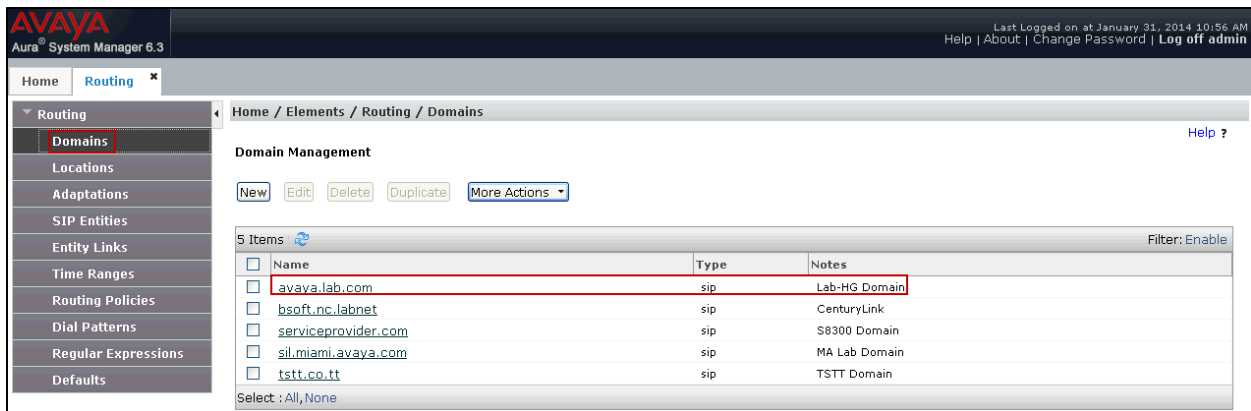 AVAYA
Aura® System Manager 6.3
Last Logged on at January 31, 2014 10:56 AM
Help | About | Change Password | Log off admin
Home
Routing ×
Routing
Domains
Locations
Adaptations
SIP Entities
Entity Links
Time Ranges
Routing Policies
Dial Patterns
Regular Expressions
Defaults
Home / Elements / Routing / Domains
Help ?
Domain Management
New Edit Delete Duplicate More Actions
5 Items Filter: Enable
Name Type Notes
avaya.lab.com sip Lab-HG Domain
bsoft.nc.labnet sip CenturyLink
serviceprovider.com sip S8300 Domain
sil.miami.avaya.com sip MA Lab Domain
tstt.co.tt sip TSTT Domain
Select : All, None